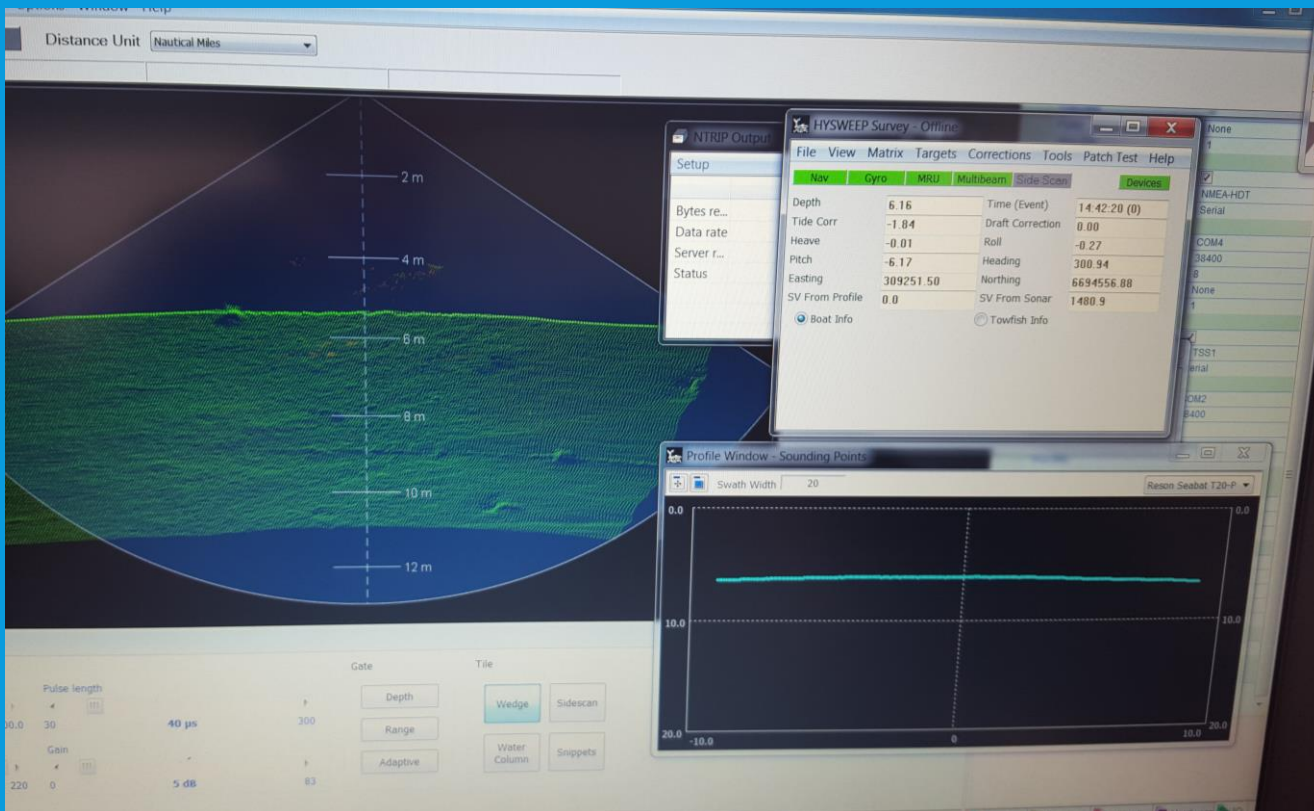 Options Window Help
Distance Unit Nautical Miles
2 m
4 m
6 m
8 m
10 m
12 m
NTRIP Output
Setup
Bytes re...
Data rate
Server r...
Status
HYSWEEP Survey - Offline
File View Matrix Targets Corrections Tools Patch Test Help
Nav Gyro MRU Multibeam Side Scan Devices
Depth 6.16 Time (Event) 14:42:20 (0)
Tide Corr -1.84 Draft Correction 0.00
Heave -0.01 Roll -0.27
Pitch -6.17 Heading 300.94
Easting 309251.50 Northing 6694556.88
SV From Profile 0.0 SV From Sonar 1480.9
Boat Info Towfish Info
None
1
NMEA-HDT
Serial
COM4
38400
8
None
1
TSS1
Profile Window - Sounding Points
Swath Width 20 Reson Seabat T20-P
0.0 0.0
10.0 10.0
20.0 20.0
-10.0 0 10.0
Gate Tile
Pulse length
30 40 µs 300
Gain
220 0 5 dB 83
Depth
Range
Adaptive
Wedge Sidescan
Water Column Snippets